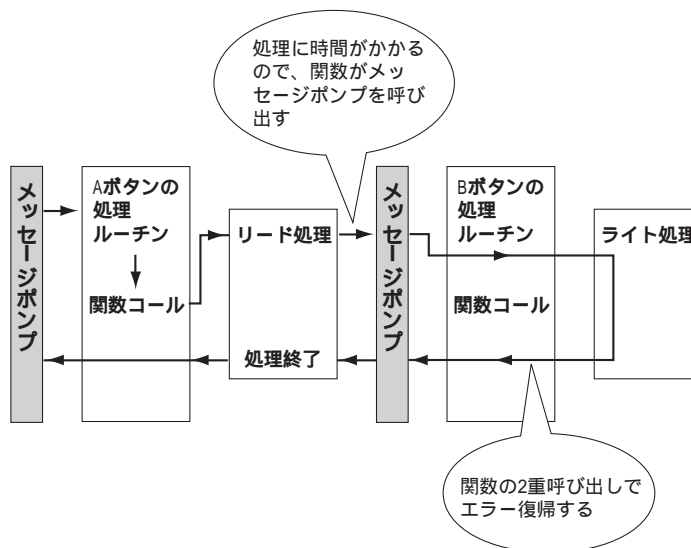 処理に時間がかかる
ので、関数がメッ
セージポンプを呼び
出す
メッセージポンプ
Aボタンの
処理
ルーチン
関数コール
リード処理
処理終了
メッセージポンプ
Bボタンの
処理
ルーチン
関数コール
ライト処理
関数の2重呼び出しで
エラー復帰する